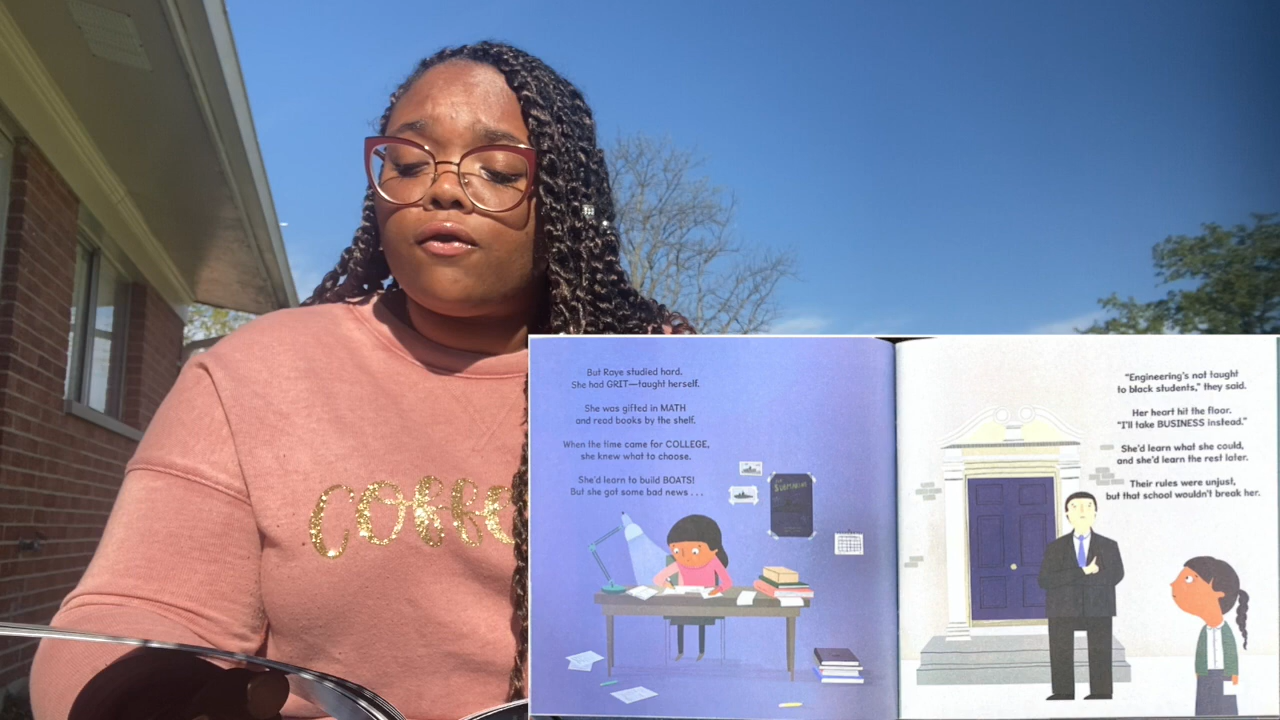 COFFE
But Raye studied hard.
She had GRIT—taught herself.
She was gifted in MATH
and read books by the shelf.
When the time came for COLLEGE,
she knew what to choose.
She'd learn to build BOATS!
But she got some bad news . . .
SUBMARINE
"Engineering's not taught
to black students," they said.
Her heart hit the floor.
"I'll take BUSINESS instead."
She'd learn what she could,
and she'd learn the rest later.
Their rules were unjust,
but that school wouldn't break her.